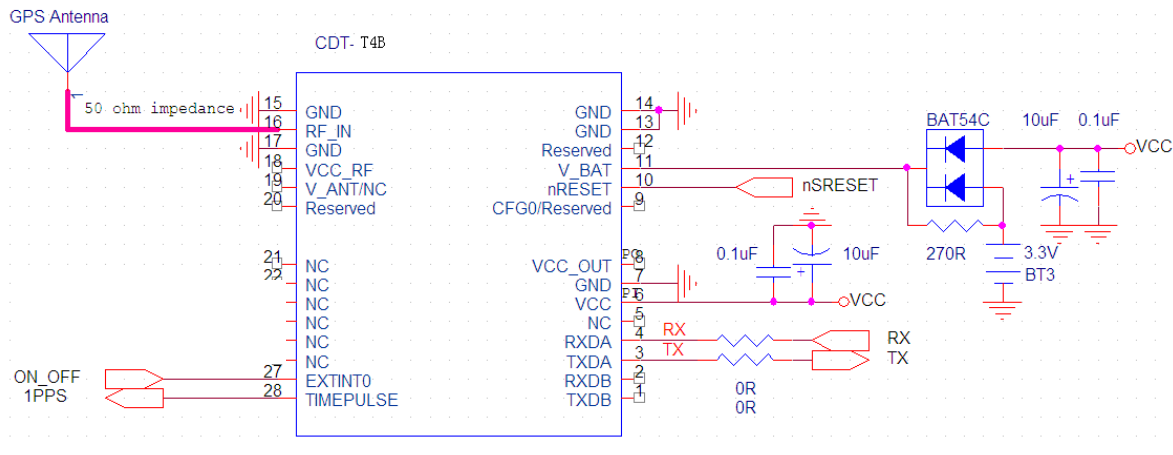 GPS Antenna
CDT- T4B
1
50 ohm impedance
15 GND
16 RF_IN
17 GND
18 VCC_RF
19 V_ANT/NC
20 Reserved
21 NC
22 NC
NC
NC
NC
NC
27 EXTINT0
28 TIMEPULSE
ON_OFF
1PPS
GND 14
GND 13
Reserved 12
V_BAT 11
nRESET 10
CFG0/Reserved 9
VCC_OUT 8
GND 7
VCC 6
NC 5
RXDA 4
TXDA 3
RXDB 2
TXDB 1
nSRESET
BAT54C
10uF 0.1uF
VCC
270R
3.3V
BT3
0.1uF
10uF
VCC
RX
TX
0R
0R
RX
TX